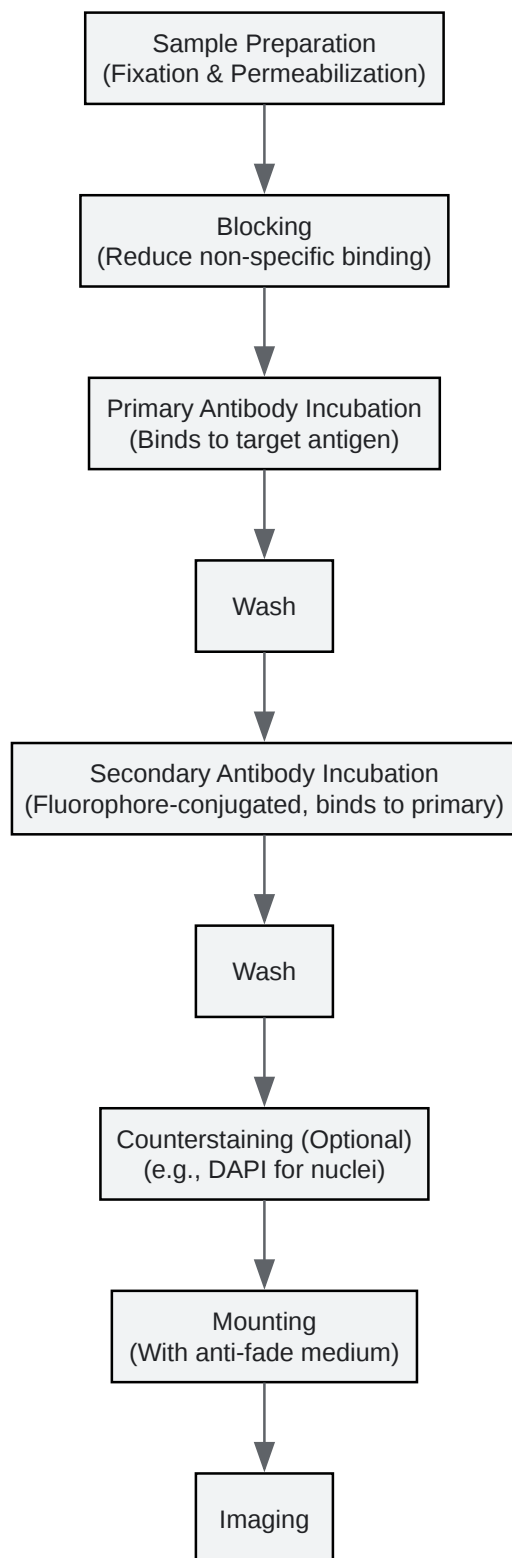 Sample Preparation
(Fixation & Permeabilization)
Blocking
(Reduce non-specific binding)
Primary Antibody Incubation
(Binds to target antigen)
Wash
Secondary Antibody Incubation
(Fluorophore-conjugated, binds to primary)
Wash
Counterstaining (Optional)
(e.g., DAPI for nuclei)
Mounting
(With anti-fade medium)
Imaging